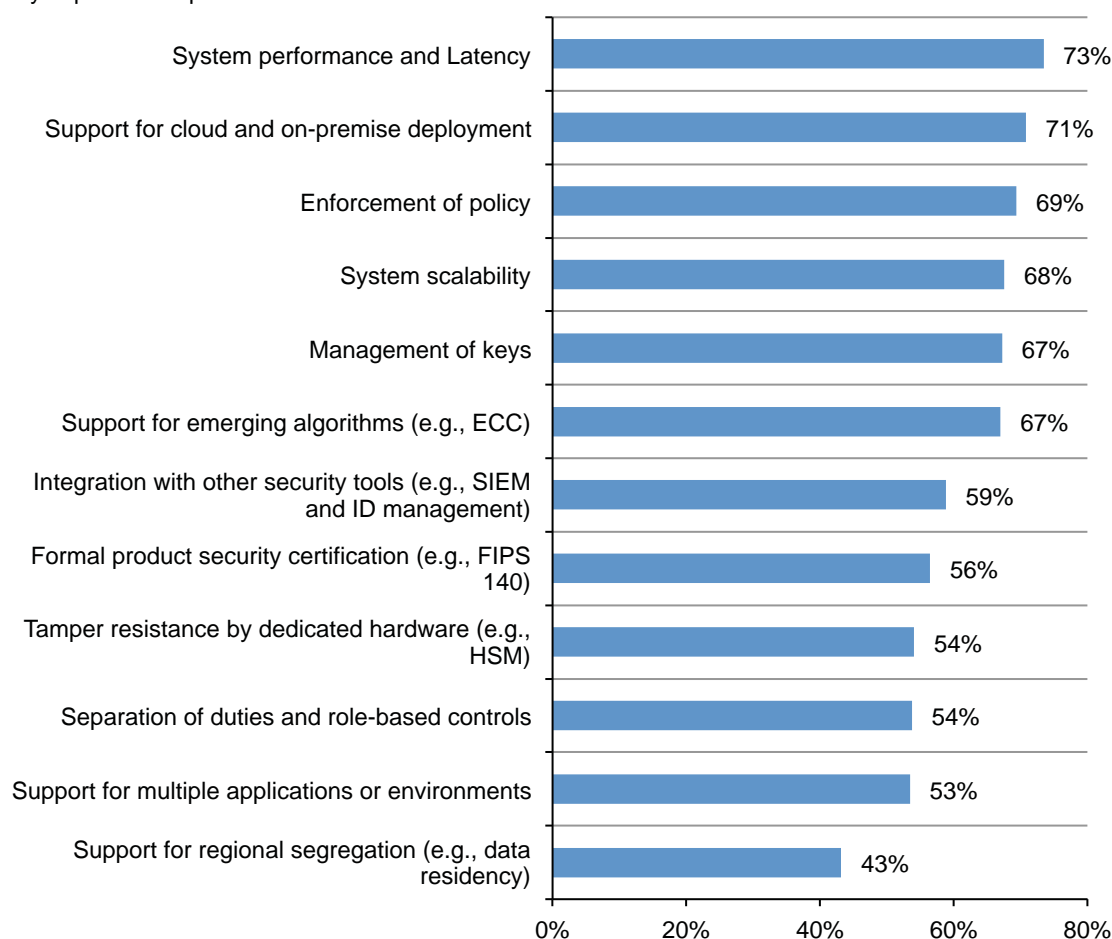 System performance and Latency
73%
Support for cloud and on-premise deployment
71%
Enforcement of policy
69%
System scalability
68%
Management of keys
67%
Support for emerging algorithms (e.g., ECC)
67%
Integration with other security tools (e.g., SIEM
and ID management)
59%
Formal product security certification (e.g., FIPS
140)
56%
Tamper resistance by dedicated hardware (e.g.,
HSM)
54%
Separation of duties and role-based controls
54%
Support for multiple applications or environments
53%
Support for regional segregation (e.g., data
residency)
43%
0% 20% 40% 60% 80%